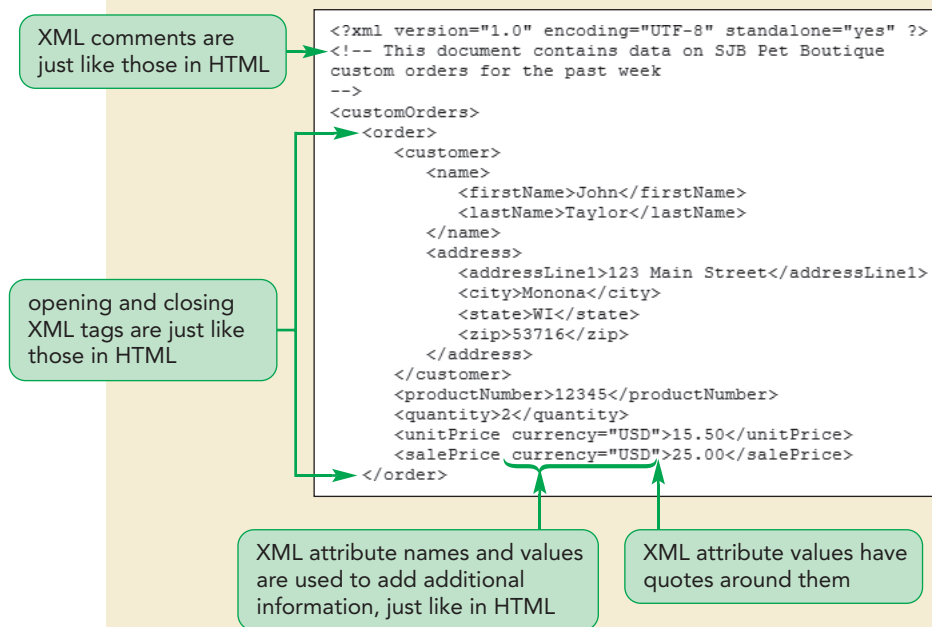 XML comments are
just like those in HTML
<?xml version="1.0" encoding="UTF-8" standalone="yes" ?>
<!-- This document contains data on SJB Pet Boutique
custom orders for the past week
-->
<customOrders>
<order>
<customer>
<name>
<firstName>John</firstName>
<lastName>Taylor</lastName>
</name>
<address>
<addressLine1>123 Main Street</addressLine1>
<city>Monona</city>
<state>WI</state>
<zip>53716</zip>
</address>
</customer>
<productNumber>12345</productNumber>
<quantity>2</quantity>
<unitPrice currency="USD">15.50</unitPrice>
<salePrice currency="USD">25.00</salePrice>
</order>
opening and closing
XML tags are just like
those in HTML
XML attribute names and values
are used to add additional
information, just like in HTML
XML attribute values have
quotes around them